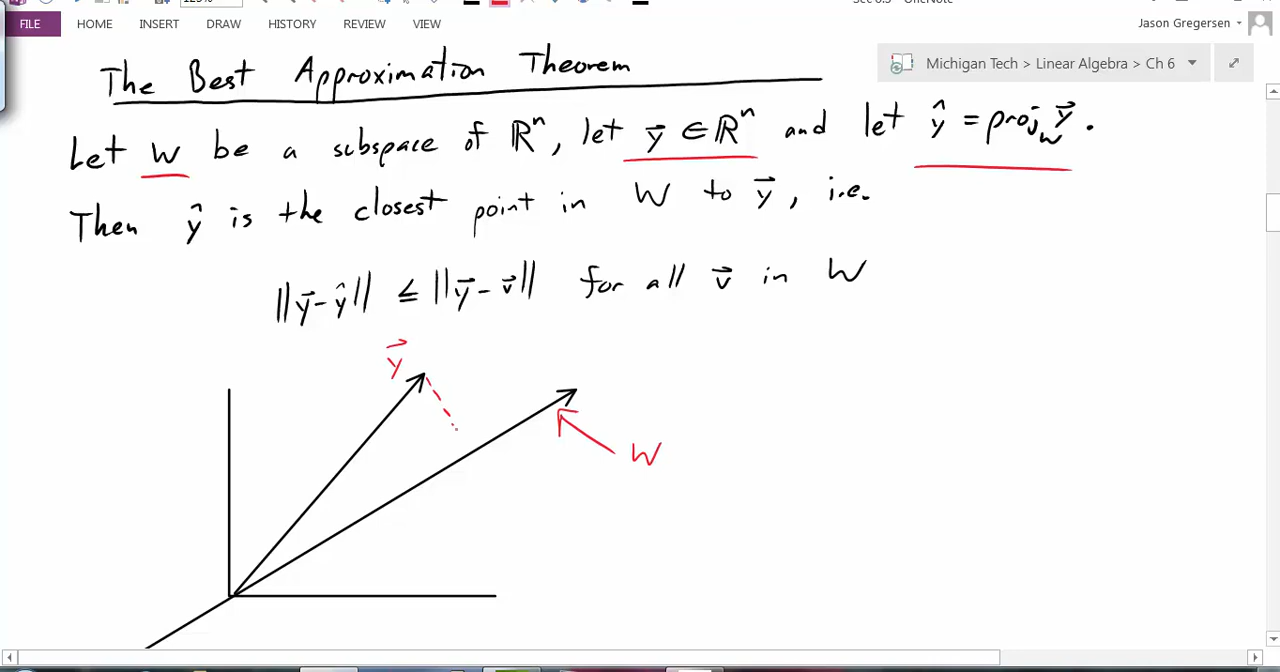 Jason Gregersen
FILE HOME INSERT DRAW HISTORY REVIEW VIEW
Michigan Tech > Linear Algebra > Ch 6
The Best Approximation Theorem
Let W be a subspace of ℝⁿ, let y⃗ ∈ ℝⁿ and let ŷ = proj_W y⃗.
Then ŷ is the closest point in W to y⃗, i.e.
||y⃗ - ŷ|| ≤ ||y⃗ - v⃗|| for all v⃗ in W
y⃗
W